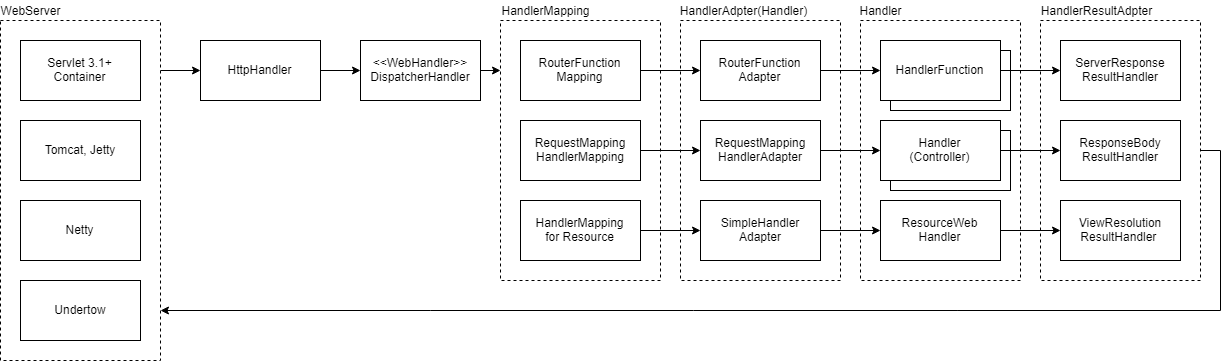 WebServer
Servlet 3.1+
Container
Tomcat, Jetty
Netty
Undertow
HttpHandler
<<WebHandler>>
DispatcherHandler
HandlerMapping
RouterFunction
Mapping
RequestMapping
HandlerMapping
HandlerMapping
for Resource
HandlerAdpter(Handler)
RouterFunction
Adapter
RequestMapping
HandlerAdapter
SimpleHandler
Adapter
Handler
HandlerFunction
Handler
(Controller)
ResourceWeb
Handler
HandlerResultAdpter
ServerResponse
ResultHandler
ResponseBody
ResultHandler
ViewResolution
ResultHandler